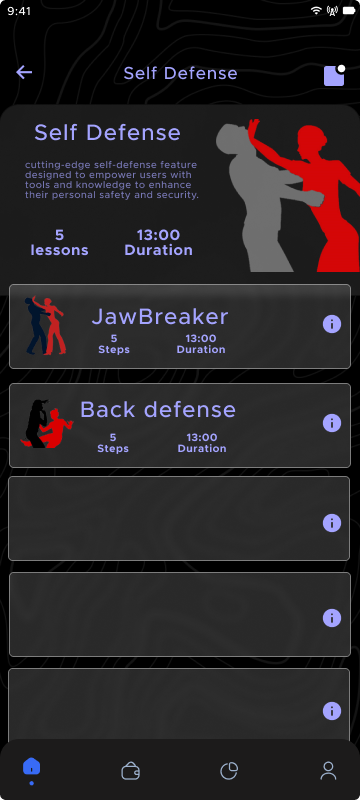 9:41
Self Defense
Self Defense
cutting-edge self-defense feature
designed to empower users with
tools and knowledge to enhance
their personal safety and security.
5
lessons
13:00
Duration
JawBreaker
5
Steps
13:00
Duration
Back defense
5
Steps
13:00
Duration